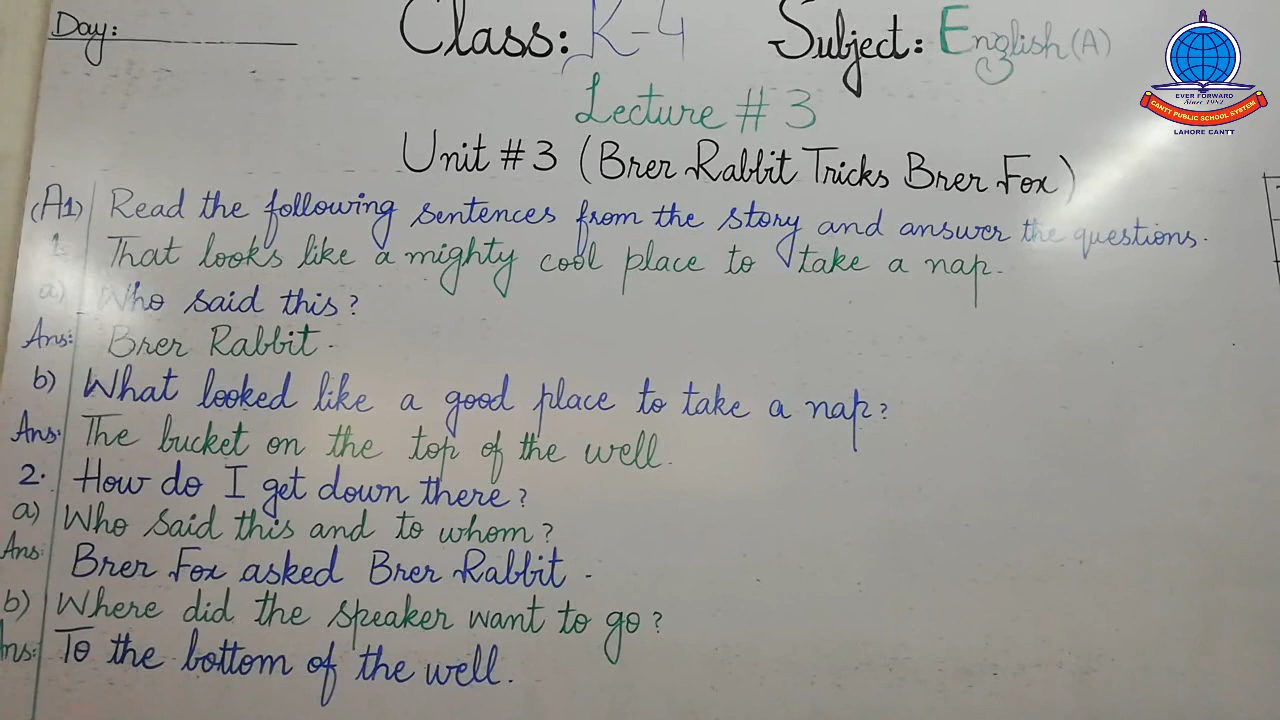 Day:
Class: K-4 Subject: English (A)
EVER FORWARD
Since 1982
CANTT PUBLIC SCHOOL SYSTEM
LAHORE CANTT
Lecture # 3
Unit # 3 (Brer Rabbit Tricks Brer Fox)
(A1) Read the following sentences from the story and answer the questions.
1. That looks like a mighty cool place to take a nap.
a) Who said this?
Ans: Brer Rabbit.
b) What looked like a good place to take a nap?
Ans: The bucket on the top of the well.
2. How do I get down there?
a) Who said this and to whom?
Ans: Brer Fox asked Brer Rabbit.
b) Where did the speaker want to go?
Ans: To the bottom of the well.